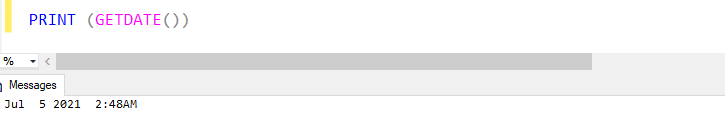 PRINT (GETDATE())
%
Messages
Jul  5 2021  2:48AM